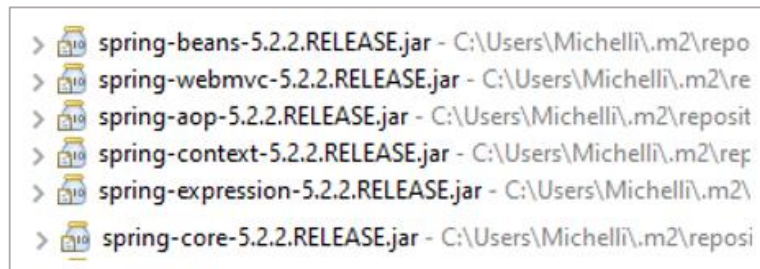 spring-beans-5.2.2.RELEASE.jar - C:\Users\Michelli\.m2\repo
spring-webmvc-5.2.2.RELEASE.jar - C:\Users\Michelli\.m2\re
spring-aop-5.2.2.RELEASE.jar - C:\Users\Michelli\.m2\reposit
spring-context-5.2.2.RELEASE.jar - C:\Users\Michelli\.m2\rep
spring-expression-5.2.2.RELEASE.jar - C:\Users\Michelli\.m2\
spring-core-5.2.2.RELEASE.jar - C:\Users\Michelli\.m2\reposi